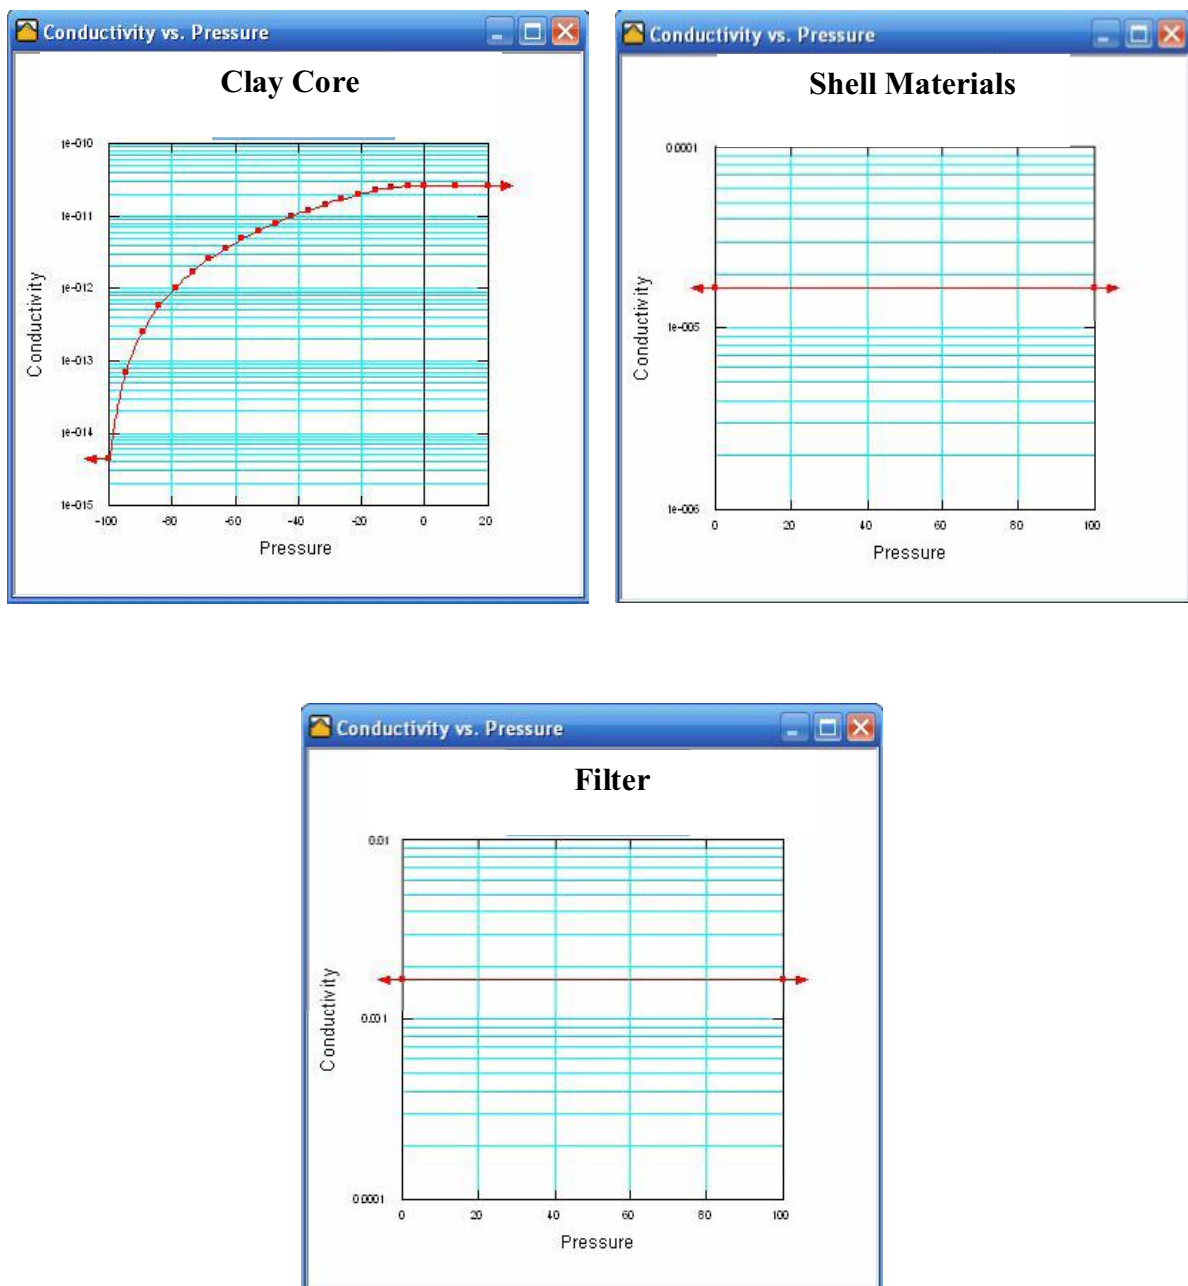 Conductivity vs. Pressure
Clay Core
1e-010
1e-011
1e-012
1e-013
1e-014
1e-015
Conductivity
-100 -80 -60 -40 -20 0 20
Pressure
Conductivity vs. Pressure
Shell Materials
0.0001
1e-005
1e-006
Conductivity
0 20 40 60 80 100
Pressure
Conductivity vs. Pressure
Filter
0.01
0.001
0.0001
Conductivity
0 20 40 60 80 100
Pressure